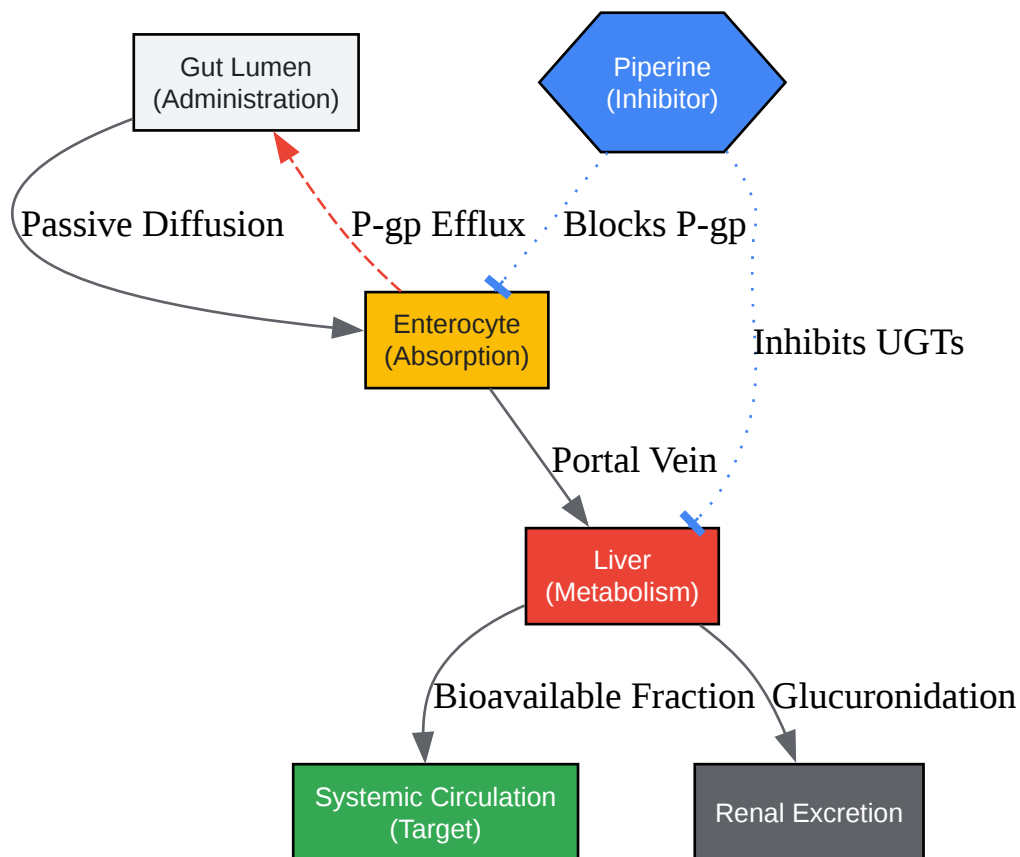 Gut Lumen
(Administration)
Piperine
(Inhibitor)
Passive Diffusion
P-gp Efflux
Blocks P-gp
Enterocyte
(Absorption)
Inhibits UGTs
Portal Vein
Liver
(Metabolism)
Bioavailable Fraction
Glucuronidation
Systemic Circulation
(Target)
Renal Excretion